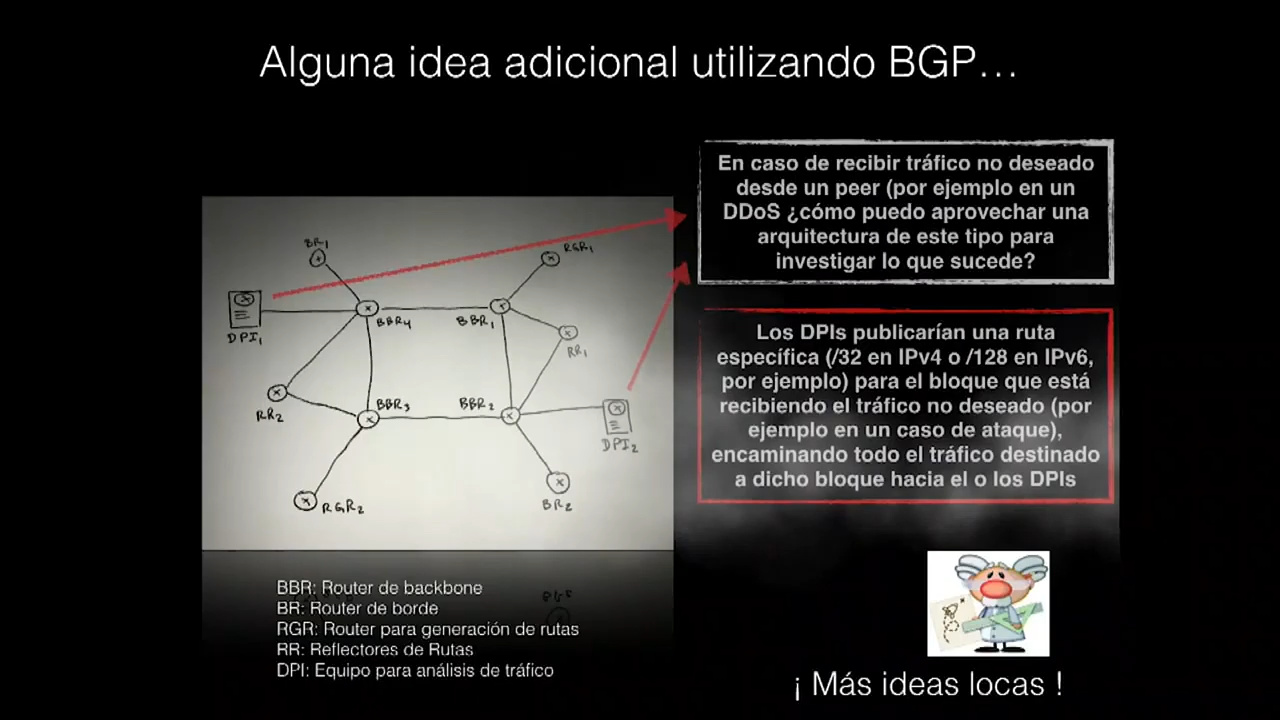 Alguna idea adicional utilizando BGP…
En caso de recibir tráfico no deseado
desde un peer (por ejemplo en un
DDoS ¿cómo puedo aprovechar una
arquitectura de este tipo para
investigar lo que sucede?
Los DPIs publicarían una ruta
específica (/32 en IPv4 o /128 en IPv6,
por ejemplo) para el bloque que está
recibiendo el tráfico no deseado (por
ejemplo en un caso de ataque),
encaminando todo el tráfico destinado
a dicho bloque hacia el o los DPIs
BR1
RGR1
DPI1
BBR4
BBR1
RR1
RR2
BBR3
BBR2
DPI2
RGR2
BR2
BBR: Router de backbone
BR: Router de borde
RGR: Router para generación de rutas
RR: Reflectores de Rutas
DPI: Equipo para análisis de tráfico
¡ Más ideas locas !